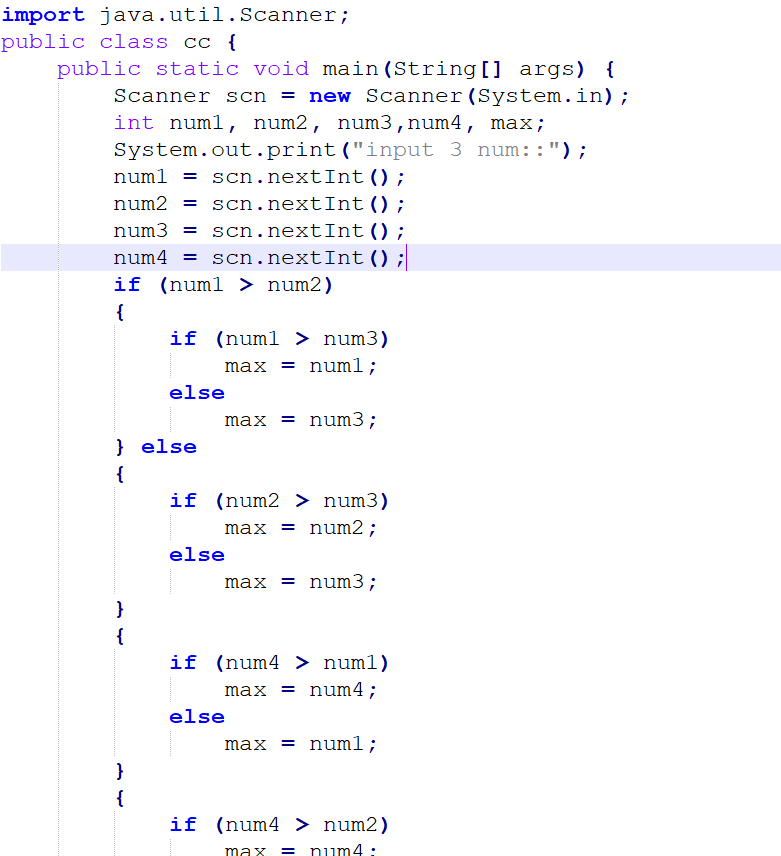 import java.util.Scanner;
public class cc {
    public static void main(String[] args) {
        Scanner scn = new Scanner(System.in);
        int num1, num2, num3,num4, max;
        System.out.print("input 3 num::");
        num1 = scn.nextInt();
        num2 = scn.nextInt();
        num3 = scn.nextInt();
        num4 = scn.nextInt();
        if (num1 > num2)
        {
            if (num1 > num3)
                max = num1;
            else
                max = num3;
        } else
        {
            if (num2 > num3)
                max = num2;
            else
                max = num3;
        }
        {
            if (num4 > num1)
                max = num4;
            else
                max = num1;
        }
        {
            if (num4 > num2)
                max = num4;